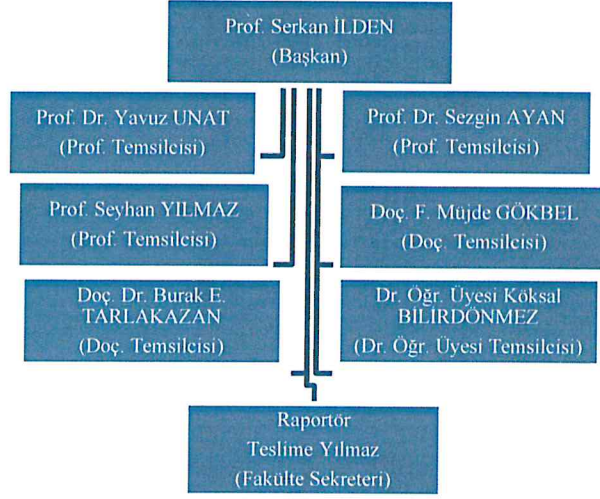 Prof. Serkan İLDEN
(Başkan)
Prof. Dr. Yavuz UNAT
(Prof. Temsilcisi)
Prof. Dr. Sezgin AYAN
(Prof. Temsilcisi)
Prof. Seyhan YILMAZ
(Prof. Temsilcisi)
Doç. F. Müjde GÖKBEL
(Doç. Temsilcisi)
Doç. Dr. Burak E.
TARLAKAZAN
(Doç. Temsilcisi)
Dr. Öğr. Üyesi Köksal
BİLİRDÖNMEZ
(Dr. Öğr. Üyesi Temsilcisi)
Raportör
Teslime Yılmaz
(Fakülte Sekreteri)